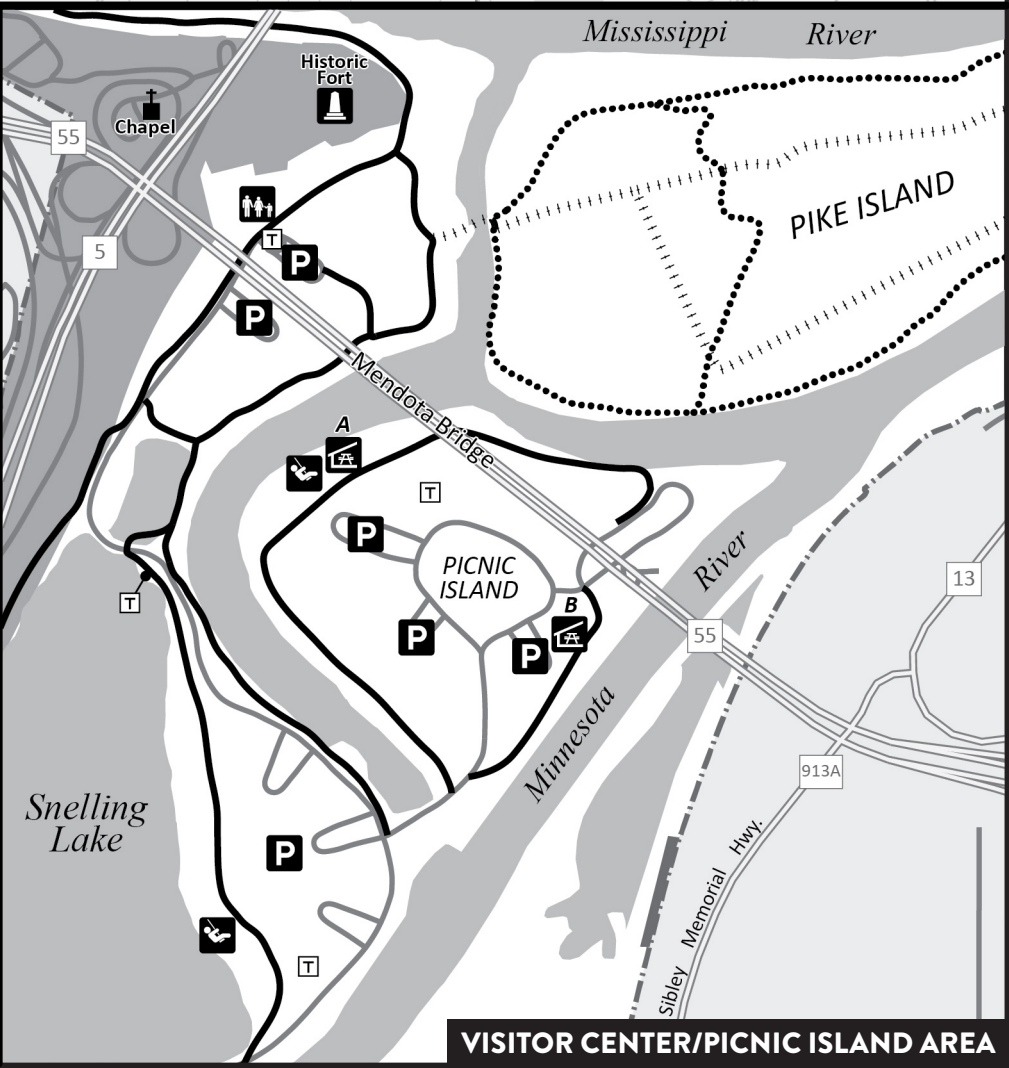 Mississippi River
Historic
Fort
Chapel
55
5
T
P
P
PIKE ISLAND
Mendota Bridge
A
T
P
PICNIC
ISLAND
B
P
P
T
River
13
55
Minnesota
913A
Snelling
Lake
P
Sibley Memorial Hwy.
T
VISITOR CENTER/PICNIC ISLAND AREA